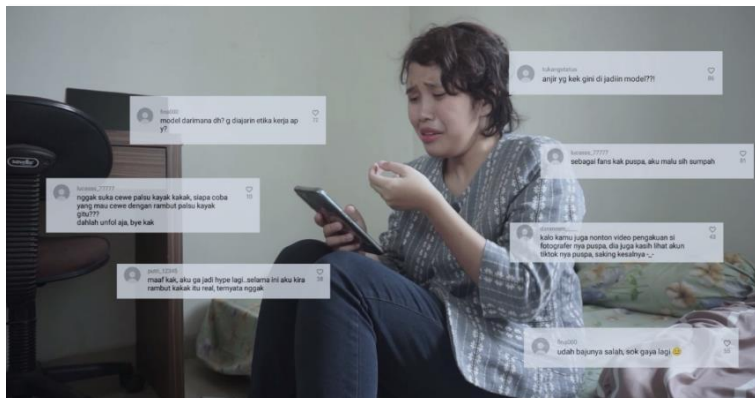 tukangstatus
anjir yg kek gini di jadiin model??!
model darimana dh? g diajarin etika kerja ap
y?
sebagai fans kak puspa, aku malu sih sumpah
nggak suka cewe palsu kayak kakak, siapa coba
yang mau cewe dengan rambut palsu kayak
gitu???
dahlah unfol aja, bye kak
kalo kamu juga nonton video pengakuan si
fotografer nya puspa, dia juga kasih lihat akun
tiktok nya puspa, saking kesalnya -_-
putri_12345
maaf kak, aku ga jadi hype lagi..selama ini aku kira
rambut kakak itu real, ternyata nggak
udah bajunya salah, sok gaya lagi 😑